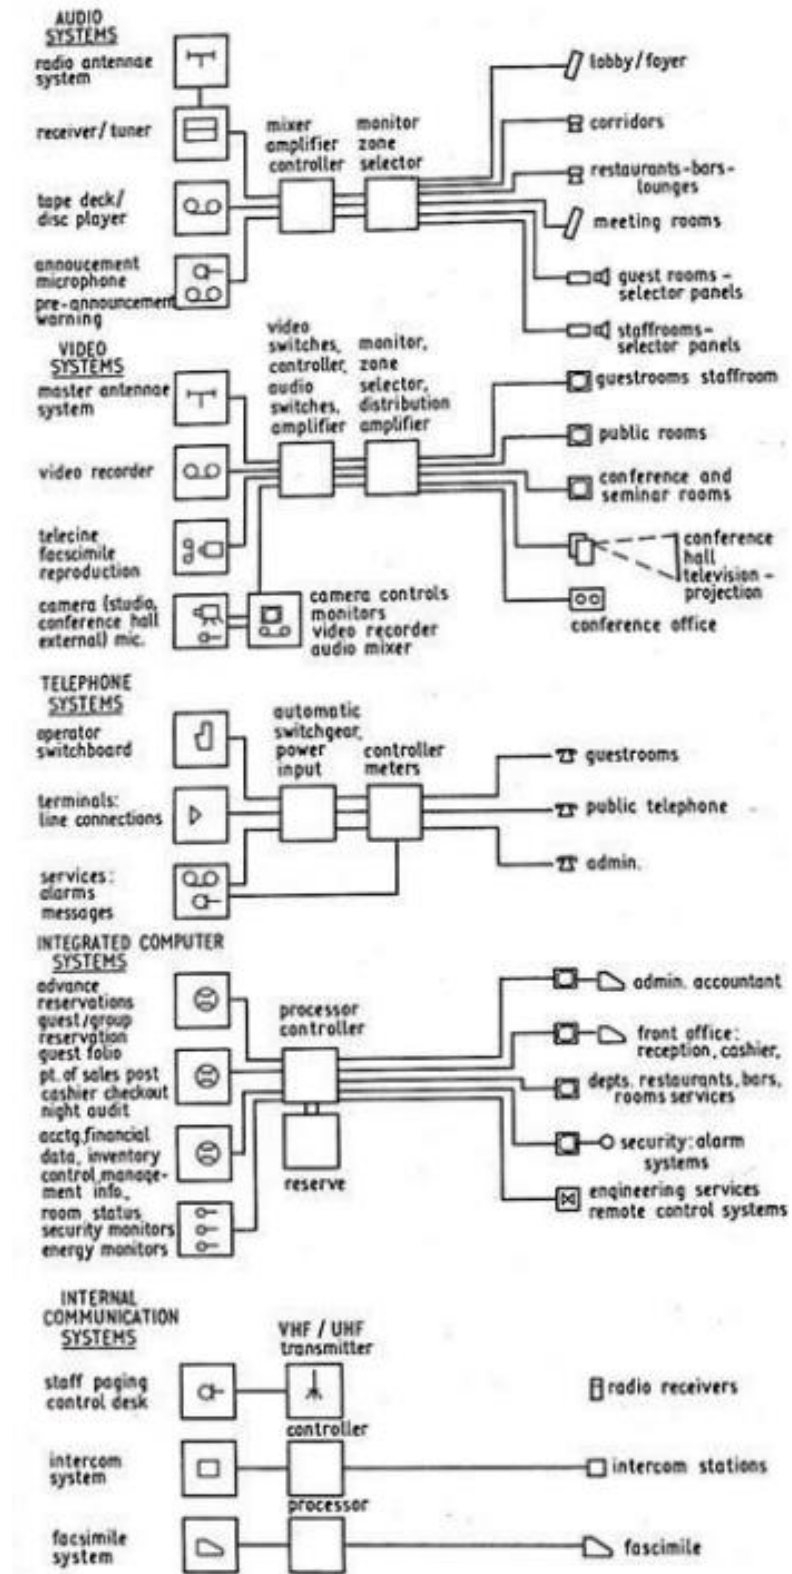 AUDIO
SYSTEMS
radio antennae
system
receiver/tuner
tape deck/
disc player
annoucement
microphone
pre-announcement
warning
mixer
amplifier
controller
monitor
zone
selector
lobby/foyer
corridors
restaurants-bars-
lounges
meeting rooms
guest rooms -
selector panels
staffrooms-
selector panels
VIDEO
SYSTEMS
master antennae
system
video recorder
telecine
facscimile
reproduction
camera (studio,
conference hall
external) mic.
video
switches,
controller,
audio
switches,
amplifier
monitor,
zone
selector,
distribution
amplifier
camera controls
monitors
video recorder
audio mixer
guestrooms staffroom
public rooms
conference and
seminar rooms
conference
hall
television -
projection
conference office
TELEPHONE
SYSTEMS
operator
switchboard
terminals:
line connections
services:
alarms
messages
automatic
switchgear,
power
input
controller
meters
guestrooms
public telephone
admin.
INTEGRATED COMPUTER
SYSTEMS
advance
reservations
guest/group
reservation
guest folio
pt. of sales post
cashier checkout
night audit
acctg, financial
data, inventory
control, manage-
ment info.,
room status
security monitors
energy monitors
processor
controller
reserve
admin. accountant
front office:
reception, cashier,
depts. restaurants, bars,
rooms services
security: alarm
systems
engineering services
remote control systems
INTERNAL
COMMUNICATION
SYSTEMS
staff paging
control desk
intercom
system
facsimile
system
VHF / UHF
transmitter
controller
processor
radio receivers
intercom stations
fascimile